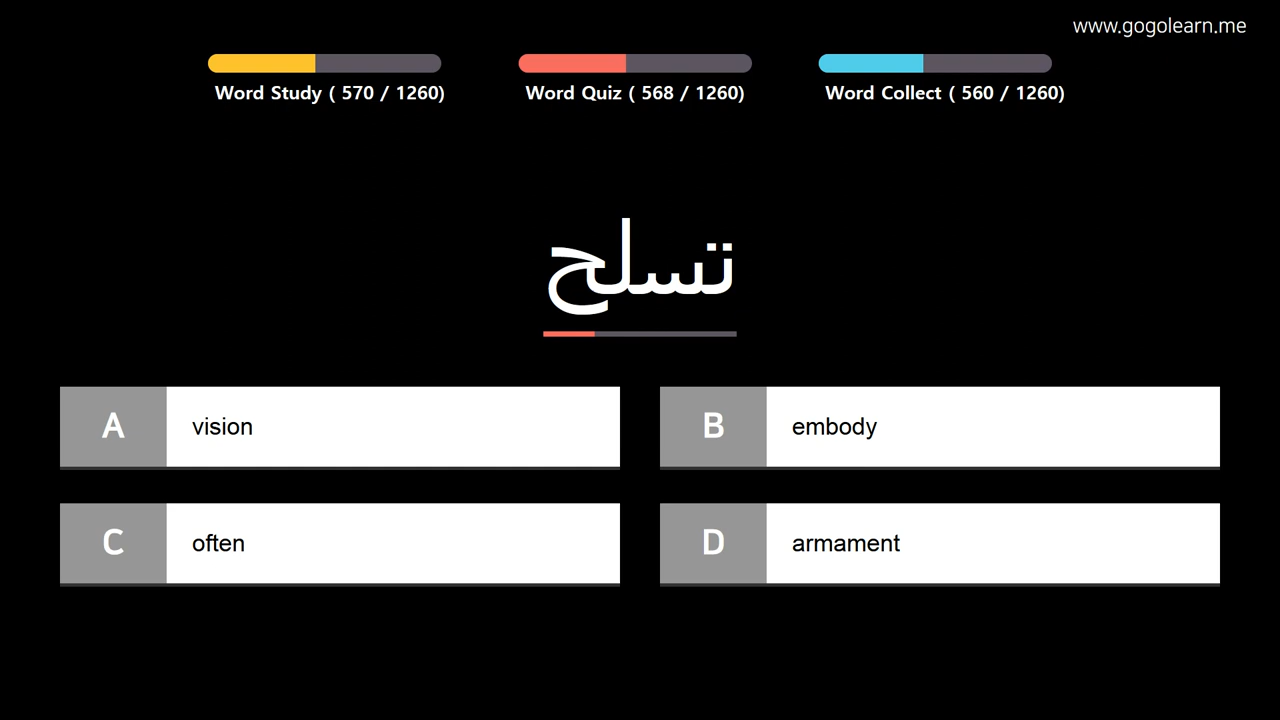 www.gogolearn.me
Word Study ( 570 / 1260)
Word Quiz ( 568 / 1260)
Word Collect ( 560 / 1260)
تسلح
A vision
B embody
C often
D armament